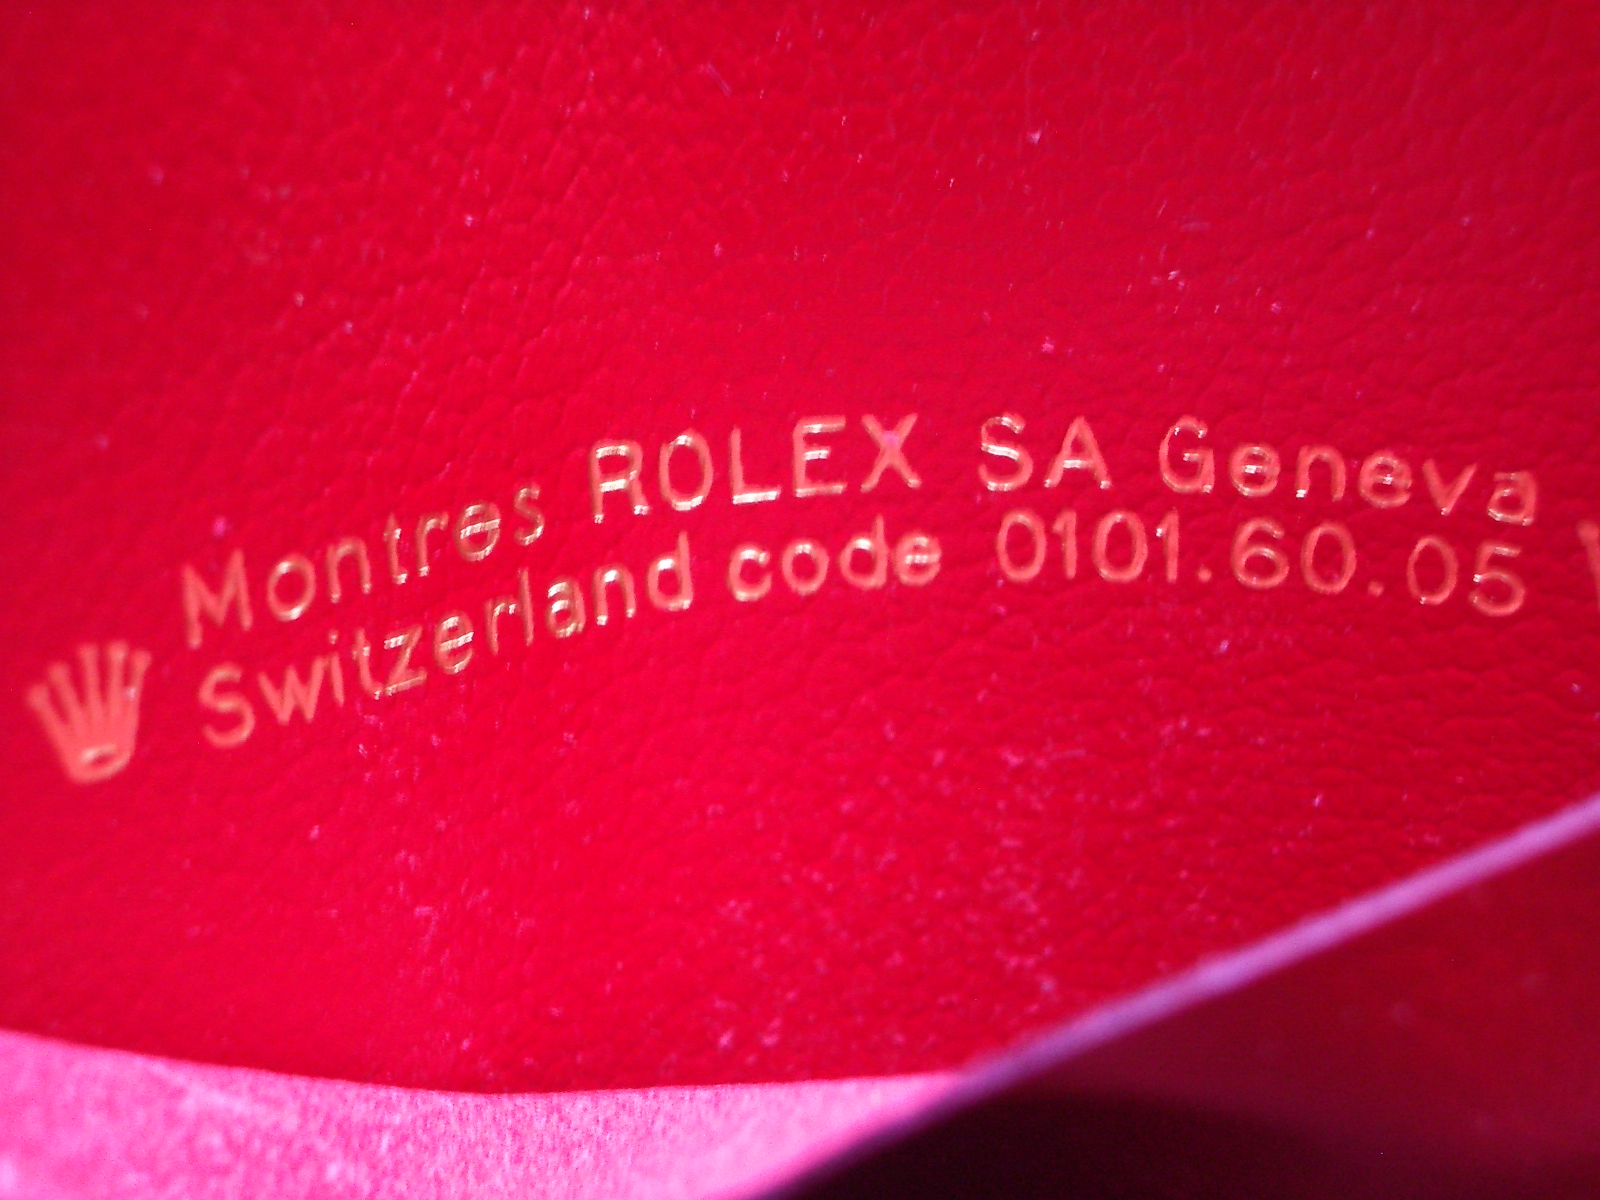 Montres ROLEX SA Geneva
Switzerland code 0101.60.05